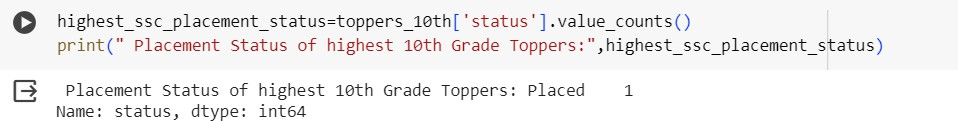 highest_ssc_placement_status=toppers_10th['status'].value_counts()
print(" Placement Status of highest 10th Grade Toppers:",highest_ssc_placement_status)
Placement Status of highest 10th Grade Toppers: Placed    1
Name: status, dtype: int64